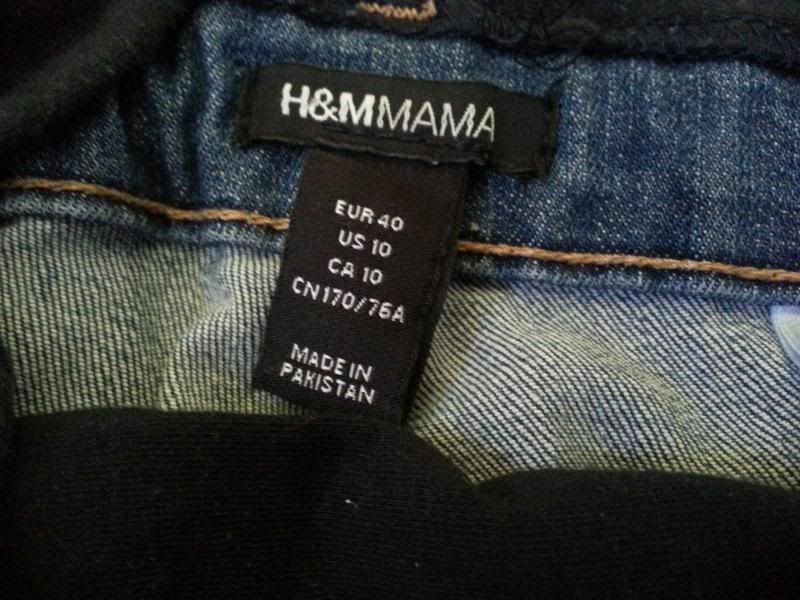 H&MMAMA
EUR 40
US 10
CA 10
CN170/76A
MADE IN
PAKISTAN